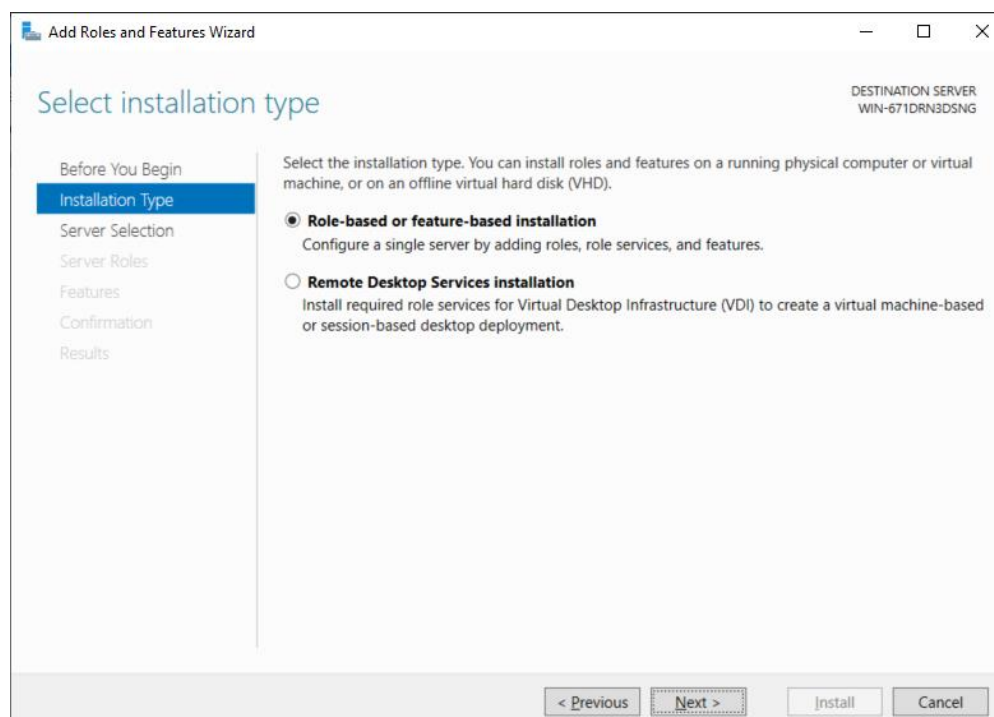 Add Roles and Features Wizard
Select installation type
DESTINATION SERVER
WIN-671DRN3DSNG
Before You Begin
Installation Type
Server Selection
Server Roles
Features
Confirmation
Results
Select the installation type. You can install roles and features on a running physical computer or virtual
machine, or on an offline virtual hard disk (VHD).
Role-based or feature-based installation
Configure a single server by adding roles, role services, and features.
Remote Desktop Services installation
Install required role services for Virtual Desktop Infrastructure (VDI) to create a virtual machine-based
or session-based desktop deployment.
< Previous
Next >
Install
Cancel